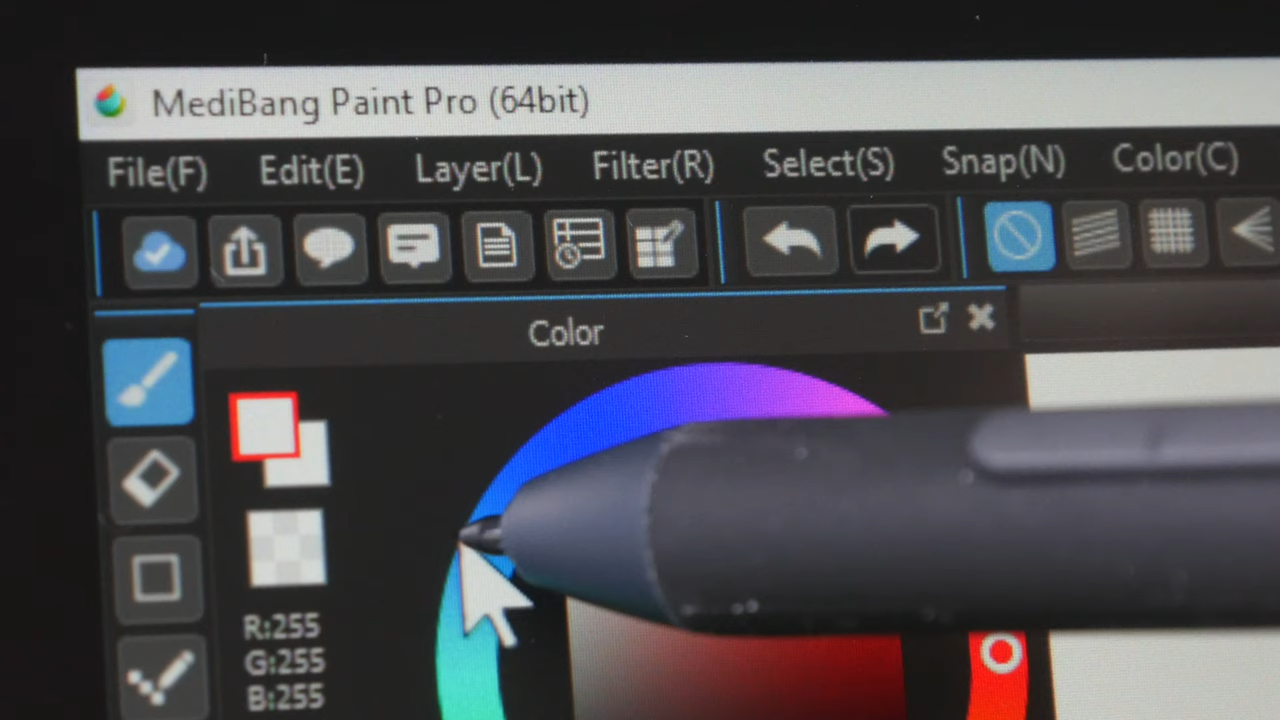 MediBang Paint Pro (64bit)
File(F) Edit(E) Layer(L) Filter(R) Select(S) Snap(N) Color(C)
Color
R:255
G:255
B:255